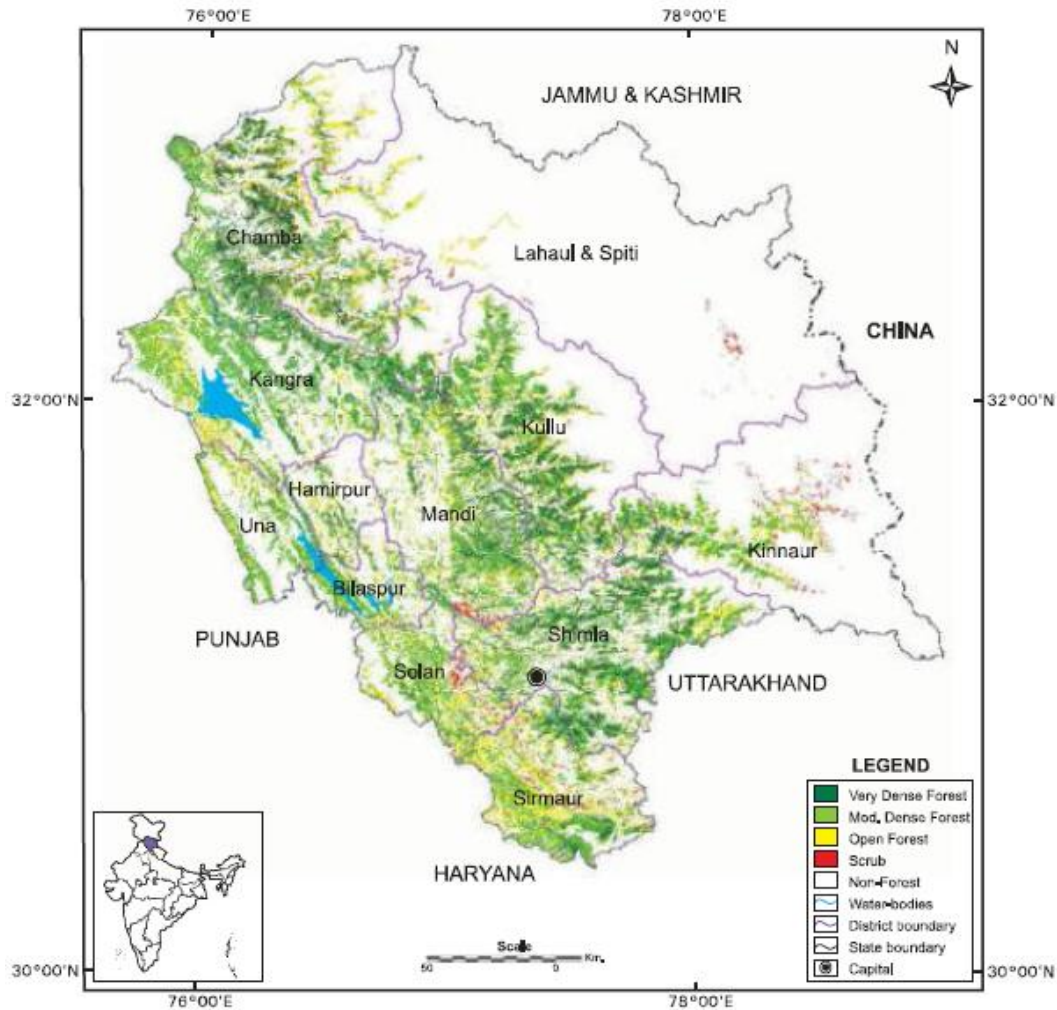 76°00'E 78°00'E
N
JAMMU & KASHMIR
Chamba
Lahaul & Spiti
CHINA
Kangra
32°00'N 32°00'N
Kullu
Hamirpur
Mandi
Una
Kinnaur
Bilaspur
PUNJAB
Shimla
Solan
UTTARAKHAND
Sirmaur
HARYANA
LEGEND
Very Dense Forest
Mod. Dense Forest
Open Forest
Scrub
Non-Forest
Water-bodies
District boundary
State boundary
Capital
Scale
50 0 Km.
30°00'N 30°00'N
76°00'E 78°00'E